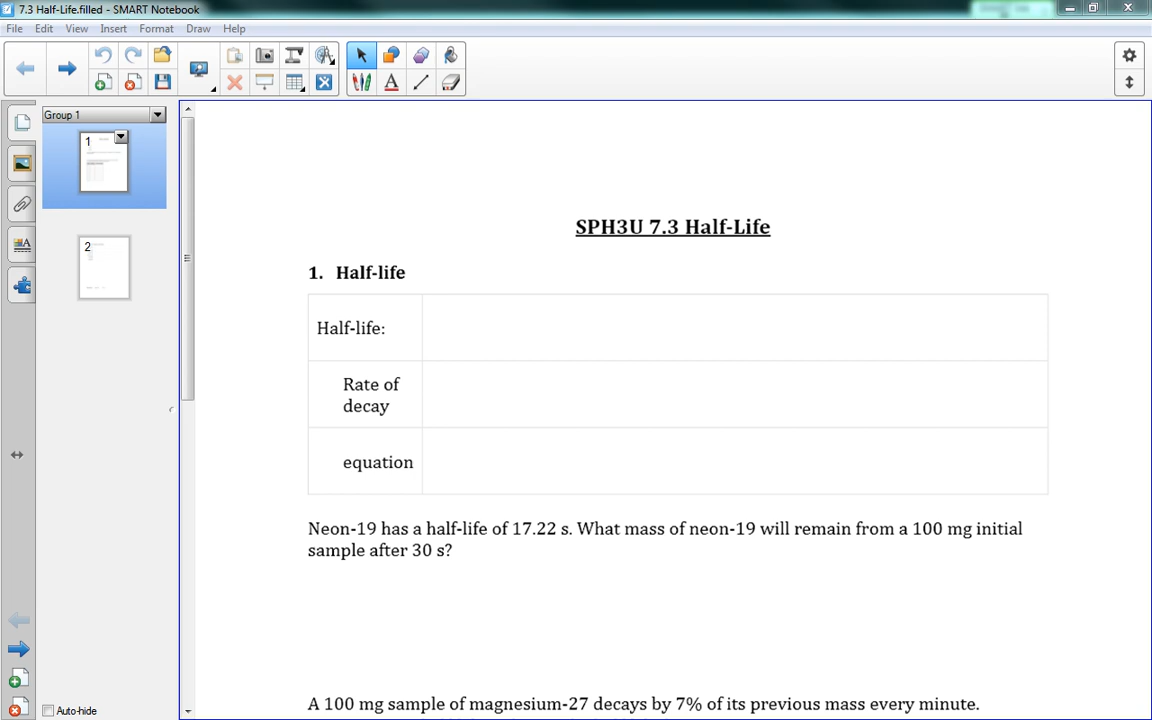 7.3 Half-Life.filled - SMART Notebook
File Edit View Insert Format Draw Help
Group 1
1
2
SPH3U 7.3 Half-Life
1. Half-life
Half-life:
Rate of
decay
equation
Neon-19 has a half-life of 17.22 s. What mass of neon-19 will remain from a 100 mg initial
sample after 30 s?
A 100 mg sample of magnesium-27 decays by 7% of its previous mass every minute.
Auto-hide